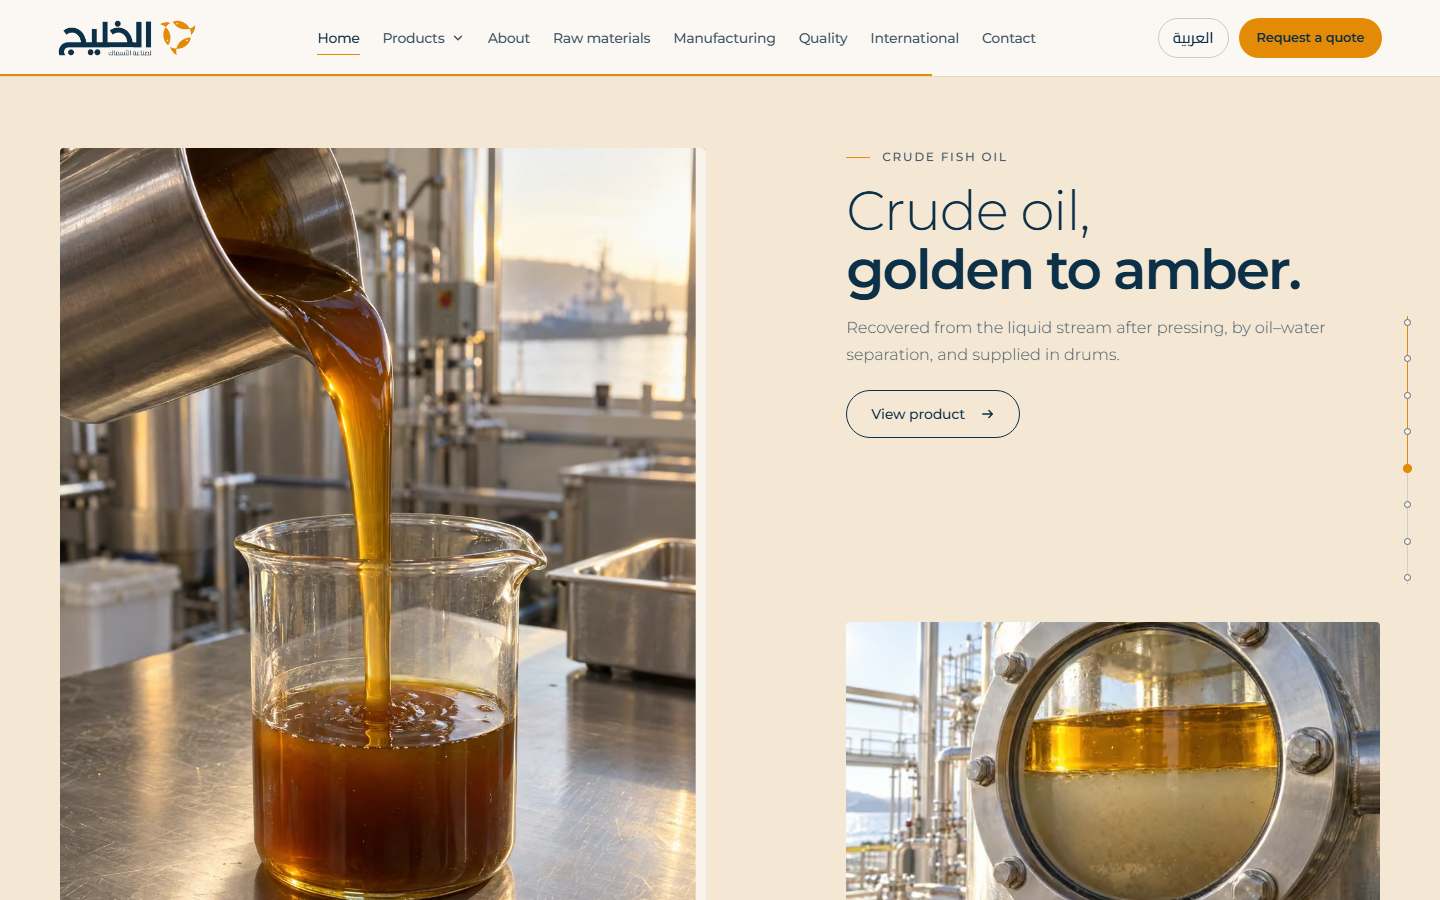 الخليج
لصناعة الأسماك
Home
Products
About
Raw materials
Manufacturing
Quality
International
Contact
العربية
Request a quote
CRUDE FISH OIL
Crude oil,
golden to amber.
Recovered from the liquid stream after pressing, by oil–water
separation, and supplied in drums.
View product